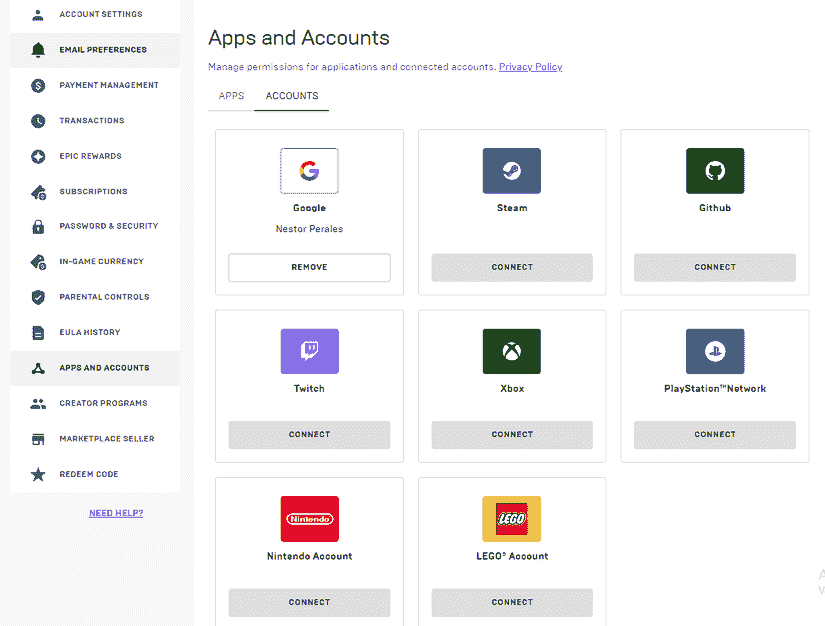 ACCOUNT SETTINGS
EMAIL PREFERENCES
PAYMENT MANAGEMENT
TRANSACTIONS
EPIC REWARDS
SUBSCRIPTIONS
PASSWORD & SECURITY
IN-GAME CURRENCY
PARENTAL CONTROLS
EULA HISTORY
APPS AND ACCOUNTS
CREATOR PROGRAMS
MARKETPLACE SELLER
REDEEM CODE
NEED HELP?
Apps and Accounts
Manage permissions for applications and connected accounts. Privacy Policy
APPS ACCOUNTS
Google
Nestor Perales
REMOVE
Steam
CONNECT
Github
CONNECT
Twitch
CONNECT
Xbox
CONNECT
PlayStation™Network
CONNECT
Nintendo
Nintendo Account
CONNECT
LEGO
LEGO® Account
CONNECT